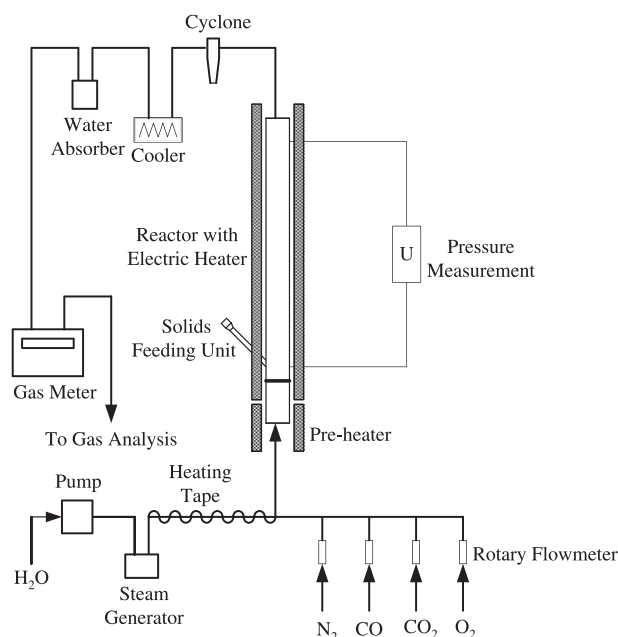 Cyclone
Water
Absorber
Cooler
Reactor with
Electric Heater
U
Pressure
Measurement
Solids
Feeding Unit
Gas Meter
To Gas Analysis
Pre-heater
Pump
Heating
Tape
H₂O
Steam
Generator
Rotary Flowmeter
N₂ CO CO₂ O₂